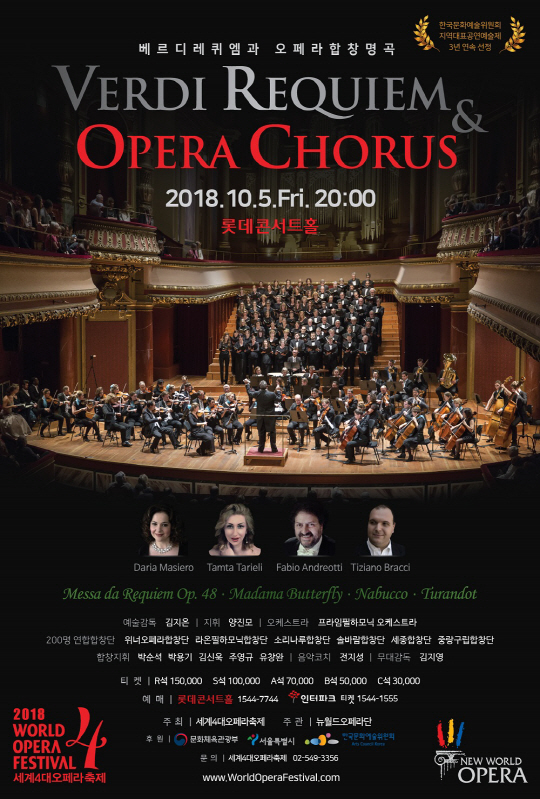 한국문화예술위원회
지역대표공연예술제
3년 연속 선정
베르디레퀴엠과 오페라합창명곡
VERDI REQUIEM
&
OPERA CHORUS
2018.10.5.Fri. 20:00
롯데콘서트홀
Daria Masiero Tamta Tarieli Fabio Andreotti Tiziano Bracci
Messa da Requiem Op. 48 · Madama Butterfly · Nabucco · Turandot
예술감독 김지은 | 지휘 양진모 | 오케스트라 프라임필하모닉 오케스트라
200명 연합합창단 위너오페라합창단 라온필하모닉합창단 소리나루합창단 솔바람합창단 세종합창단 중랑구립합창단
합창지휘 박순석 박용기 김신욱 주영규 유창완 | 음악코치 전지성 | 무대감독 김지영
티켓 | R석 150,000 S석 100,000 A석 70,000 B석 50,000 C석 30,000
예매 | 롯데콘서트홀 1544-7744 인터파크 티켓 1544-1555
주최 | 세계4대오페라축제 주관 | 뉴월드오페라단
후원 | 문화체육관광부 서울특별시 한국문화예술위원회
Arts Council Korea
문의 | 세계4대오페라축제 02-549-3356
www.WorldOperaFestival.com
2018
WORLD
OPERA
FESTIVAL
4
세계4대오페라축제
NEW WORLD
OPERA